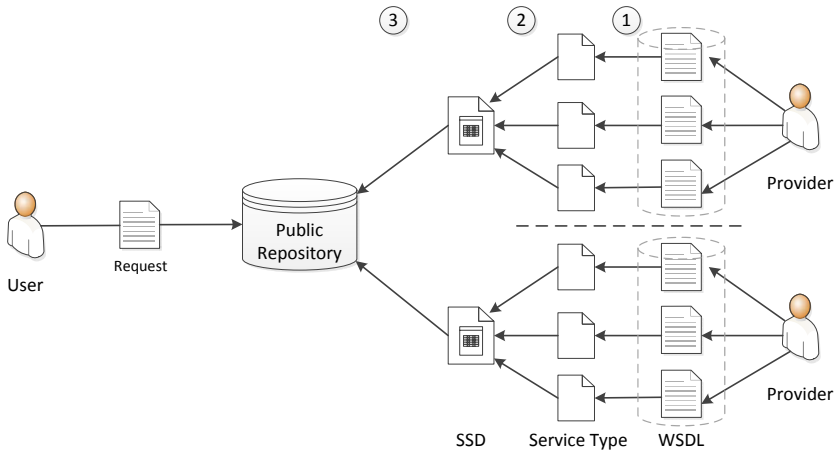 3
2
1
Provider
Public
Repository
User
Request
Provider
SSD
Service Type
WSDL